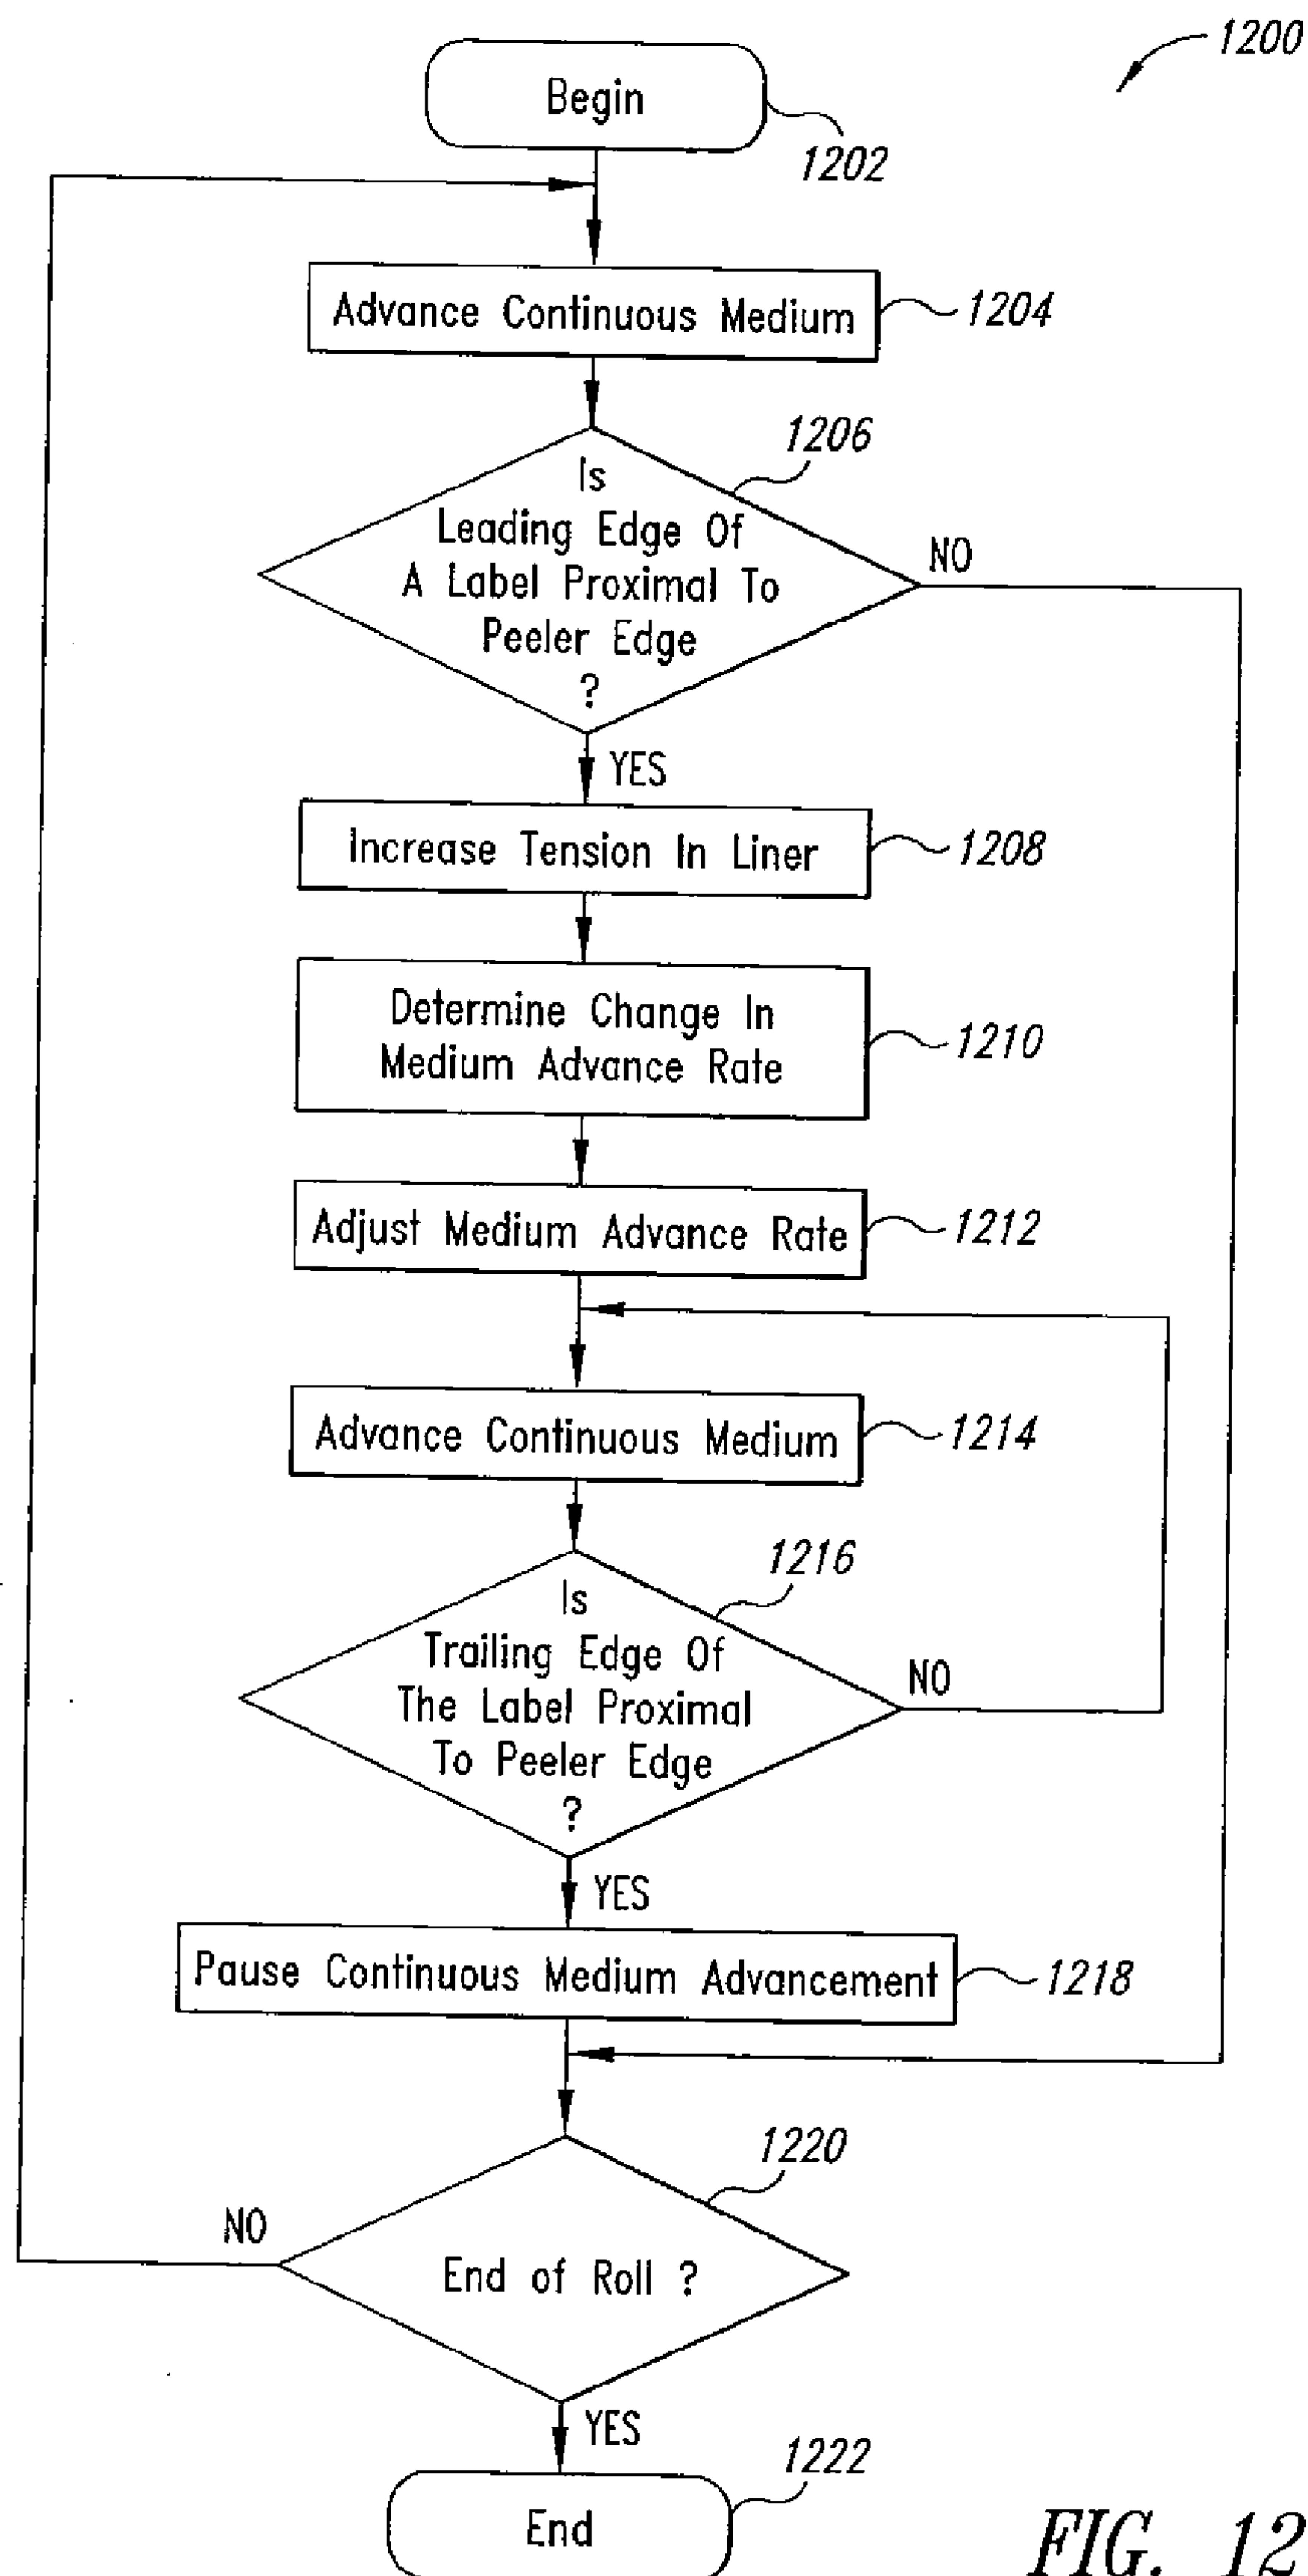 1200
Begin
1202
Advance Continuous Medium
1204
1206
Is
Leading Edge Of
A Label Proximal To
Peeler Edge
?
NO
YES
Increase Tension In Liner
1208
Determine Change In
Medium Advance Rate
1210
Adjust Medium Advance Rate
1212
Advance Continuous Medium
1214
1216
Is
Trailing Edge Of
The Label Proximal
To Peeler Edge
?
NO
YES
Pause Continuous Medium Advancement
1218
1220
NO
End of Roll ?
YES
1222
End
FIG. 12